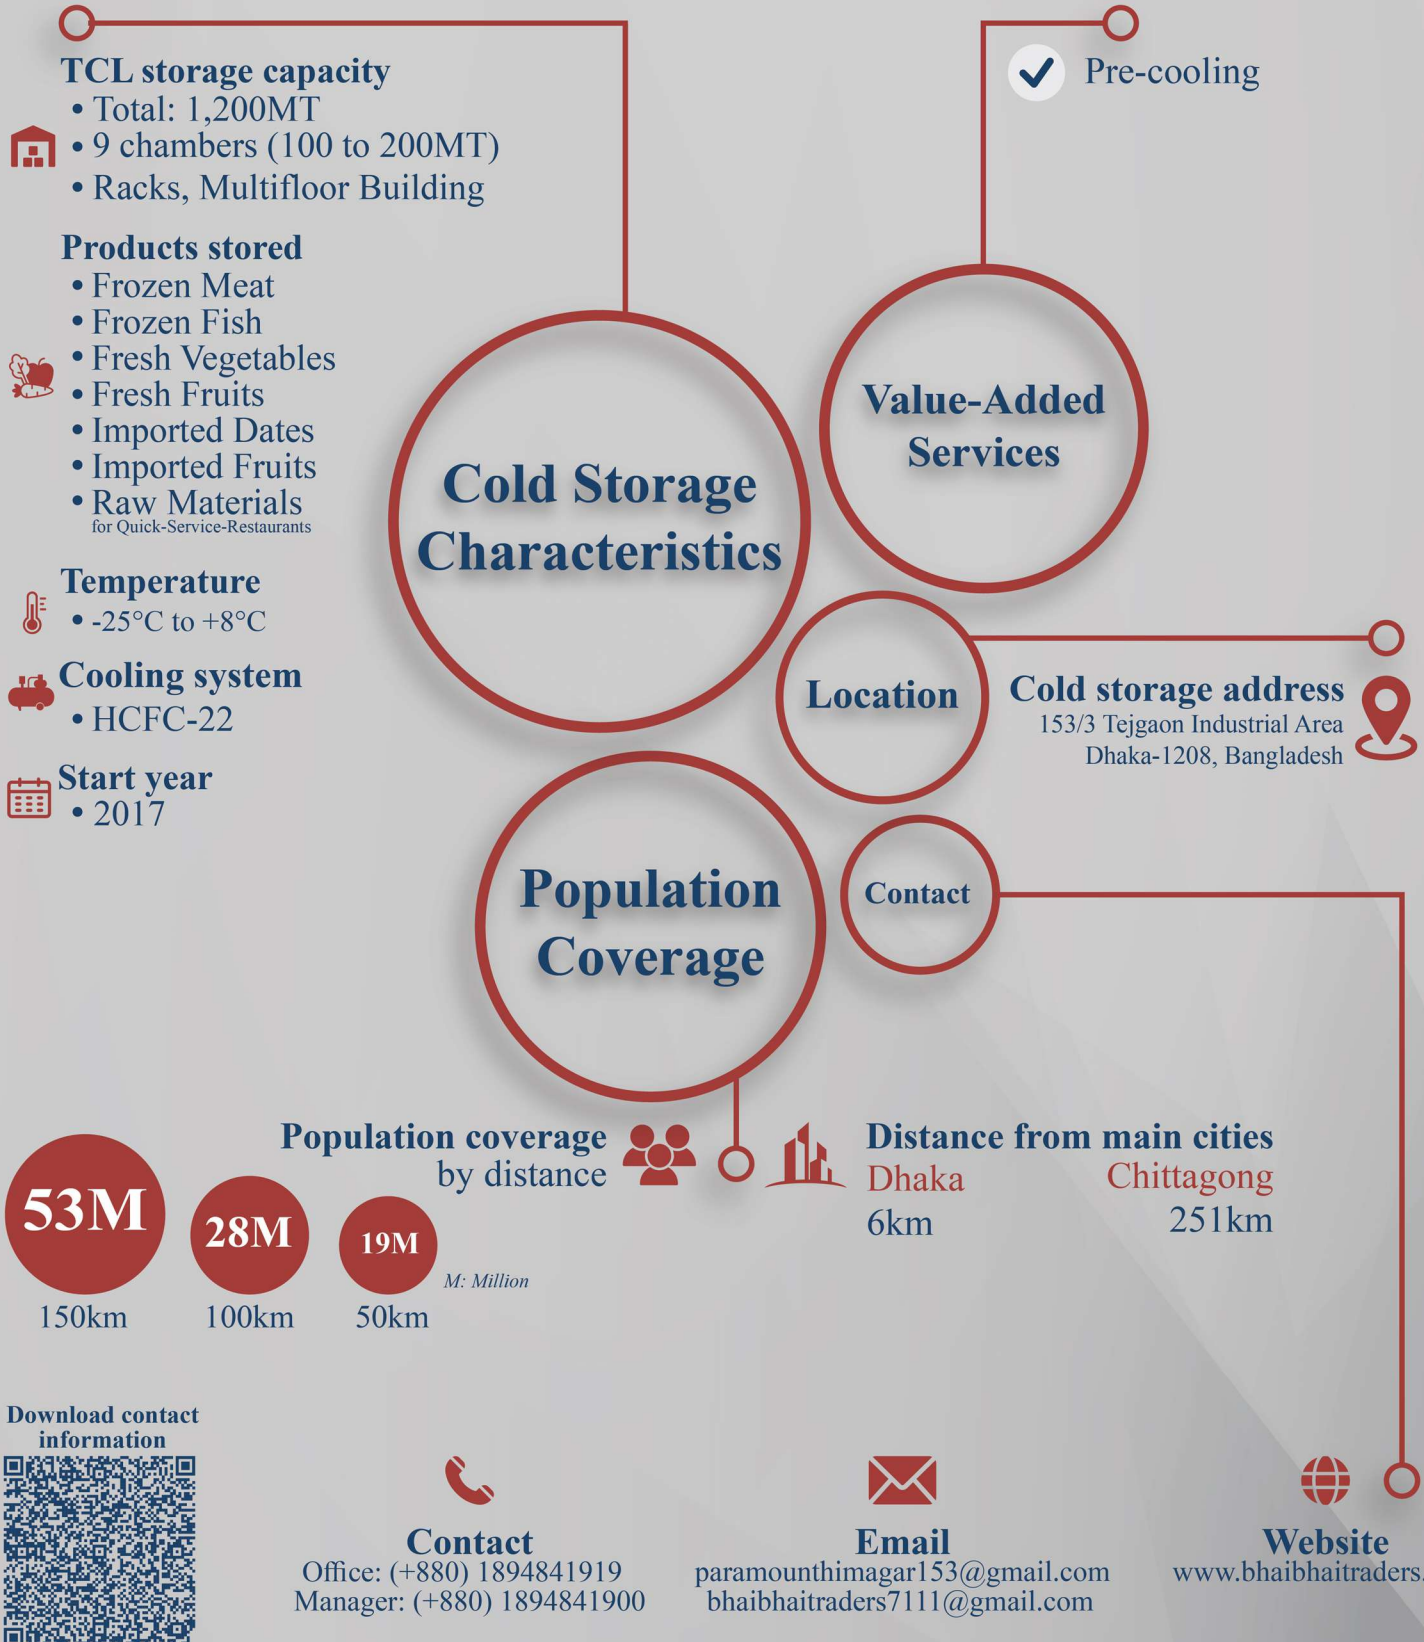 TCL storage capacity
• Total: 1,200MT
• 9 chambers (100 to 200MT)
• Racks, Multifloor Building
Products stored
• Frozen Meat
• Frozen Fish
• Fresh Vegetables
• Fresh Fruits
• Imported Dates
• Imported Fruits
• Raw Materials
for Quick-Service-Restaurants
Temperature
• -25°C to +8°C
Cooling system
• HCFC-22
Start year
• 2017
Pre-cooling
Cold Storage
Characteristics
Value-Added
Services
Location
Cold storage address
153/3 Tejgaon Industrial Area
Dhaka-1208, Bangladesh
Population
Coverage
Contact
Population coverage
by distance
53M
28M
19M
M: Million
150km
100km
50km
Distance from main cities
Dhaka Chittagong
6km 251km
Download contact
information
Contact
Office: (+880) 1894841919
Manager: (+880) 1894841900
Email
paramounthimagar153@gmail.com
bhaibhaitraders7111@gmail.com
Website
www.bhaibhaitraders.